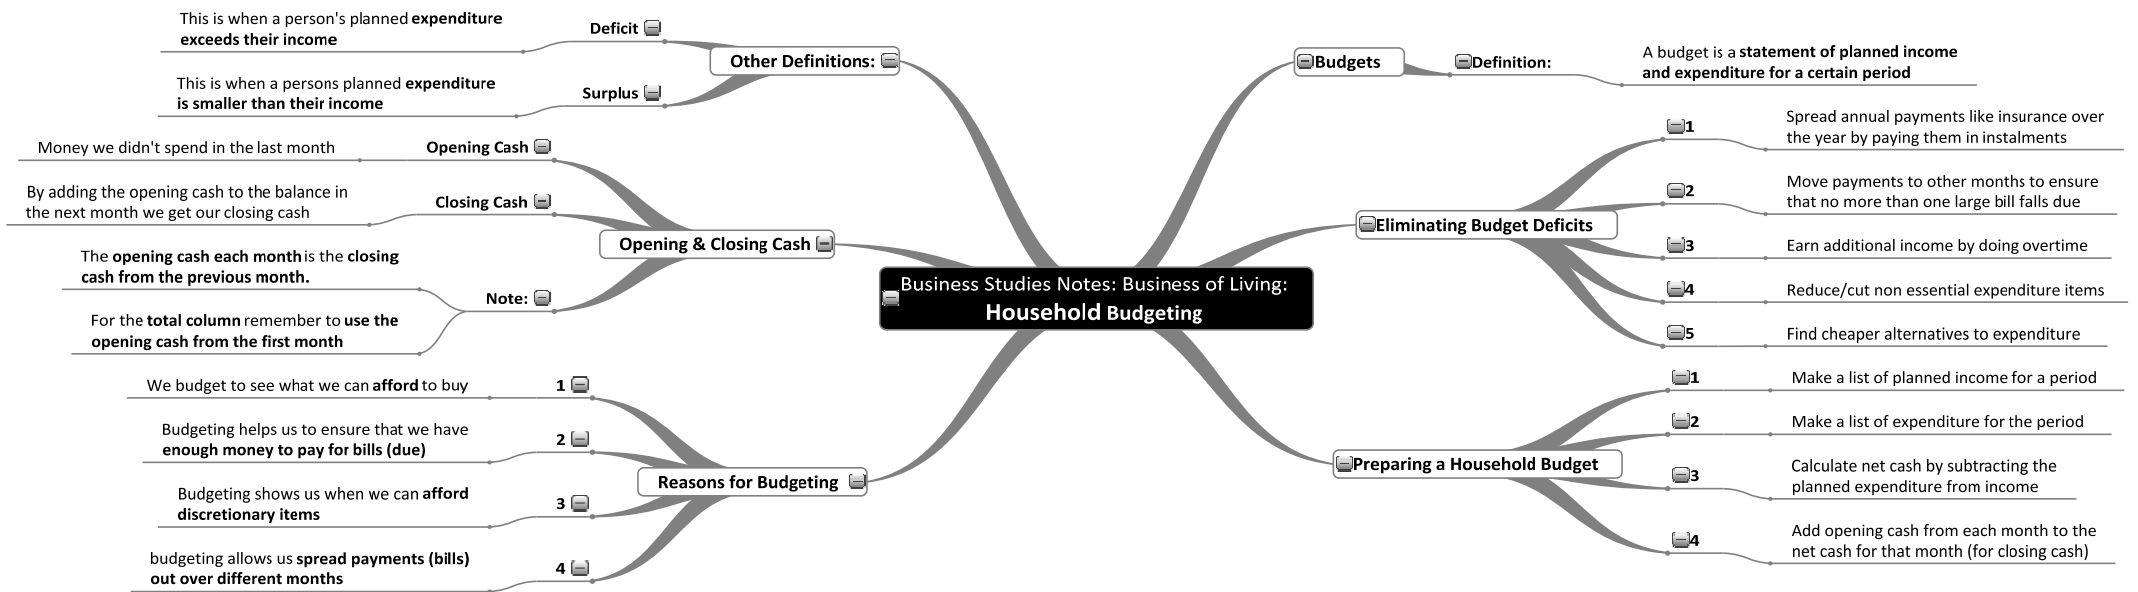 Business Studies Notes: Business of Living:
Household Budgeting
Budgets
Definition:
A budget is a statement of planned income
and expenditure for a certain period
Eliminating Budget Deficits
1
Spread annual payments like insurance over
the year by paying them in instalments
2
Move payments to other months to ensure
that no more than one large bill falls due
3
Earn additional income by doing overtime
4
Reduce/cut non essential expenditure items
5
Find cheaper alternatives to expenditure
Preparing a Household Budget
1
Make a list of planned income for a period
2
Make a list of expenditure for the period
3
Calculate net cash by subtracting the
planned expenditure from income
4
Add opening cash from each month to the
net cash for that month (for closing cash)
Other Definitions:
Deficit
This is when a person's planned expenditure
exceeds their income
Surplus
This is when a persons planned expenditure
is smaller than their income
Opening & Closing Cash
Opening Cash
Money we didn't spend in the last month
Closing Cash
By adding the opening cash to the balance in
the next month we get our closing cash
Note:
The opening cash each month is the closing
cash from the previous month.
For the total column remember to use the
opening cash from the first month
Reasons for Budgeting
1
We budget to see what we can afford to buy
2
Budgeting helps us to ensure that we have
enough money to pay for bills (due)
3
Budgeting shows us when we can afford
discretionary items
4
budgeting allows us spread payments (bills)
out over different months